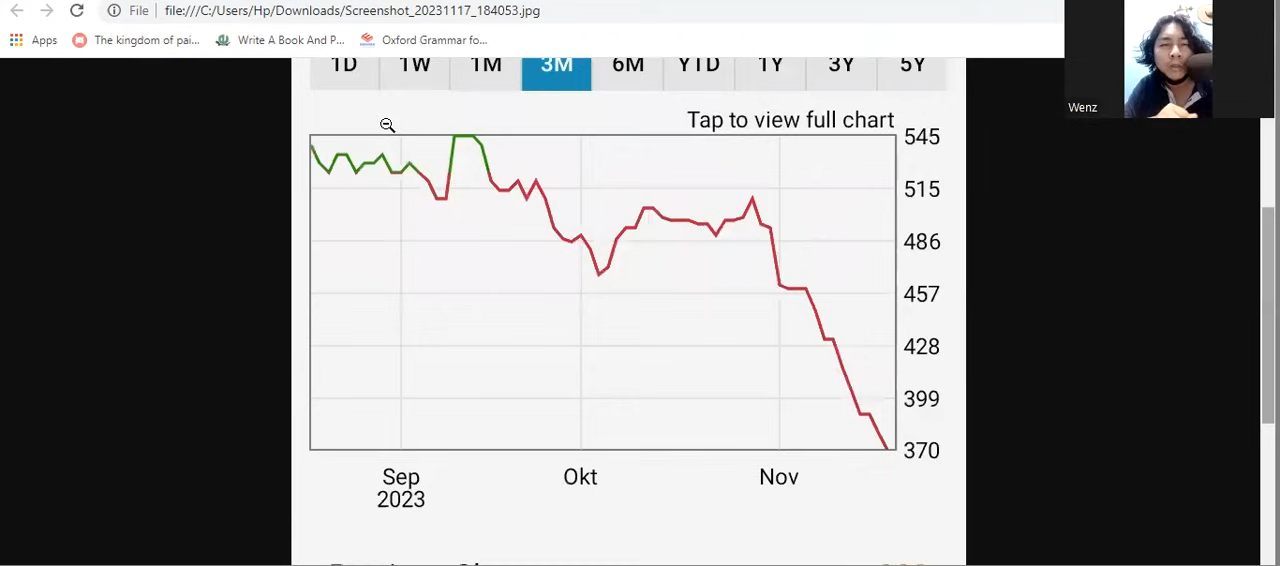 File
file:///C:/Users/Hp/Downloads/Screenshot_20231117_184053.jpg
Apps
The kingdom of pai...
Write A Book And P...
Oxford Grammar fo...
Wenz
1D 1W 1M 3M 6M YTD 1Y 3Y 5Y
Tap to view full chart
545
515
486
457
428
399
370
Sep Okt Nov
2023